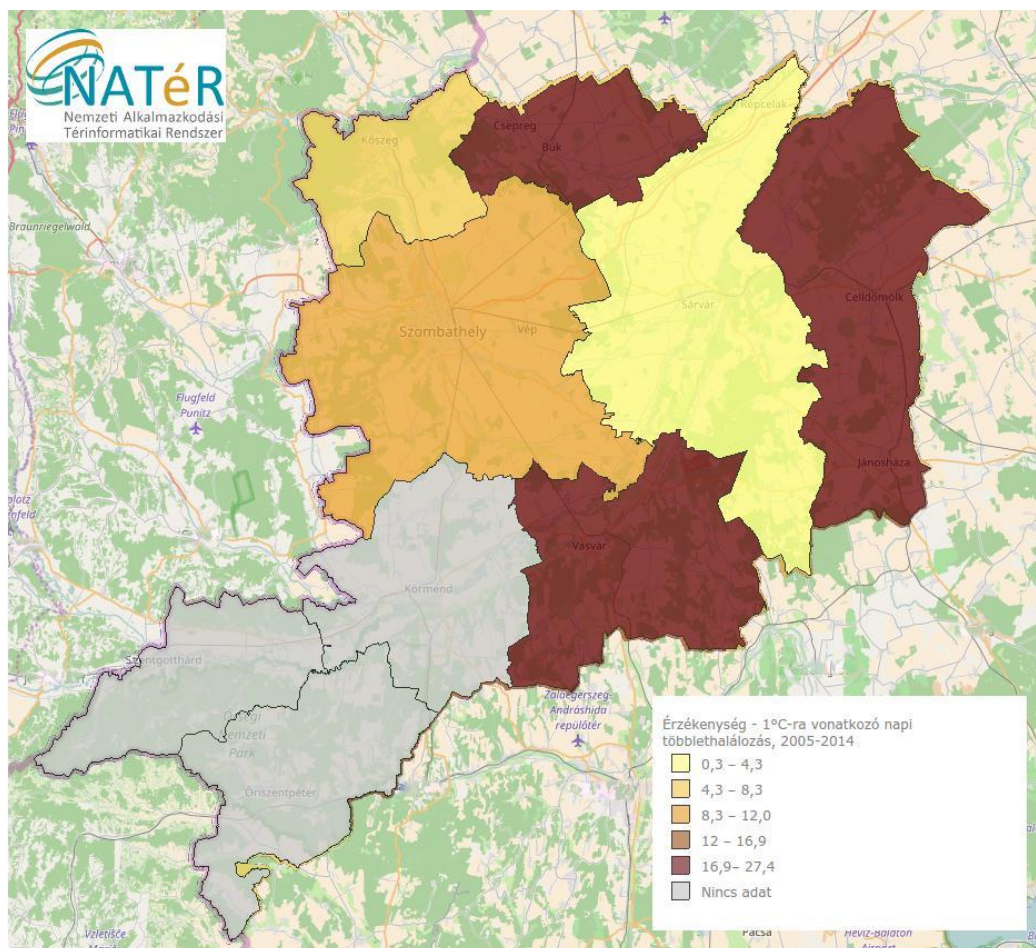 NATéR
Nemzeti Alkalmazkodási
Térinformatikai Rendszer
Répcelak
Csepreg
Bük
Kőszeg
Braunriegelwald
Celldömölk
Sárvár
Szombathely
Vép
Flugfeld
Punitz
Jánosháza
Vasvár
Körmend
Szentgotthárd
Nemzeti
Park
Őriszentpéter
Zalaegerszeg-
Andráshida
repülőtér
Érzékenység - 1°C-ra vonatkozó napi
többlethalálozás, 2005-2014
0,3 – 4,3
4,3 – 8,3
8,3 – 12,0
12 – 16,9
16,9– 27,4
Nincs adat
Vzletišče
Pacsa
Hévíz-Balaton
Airport